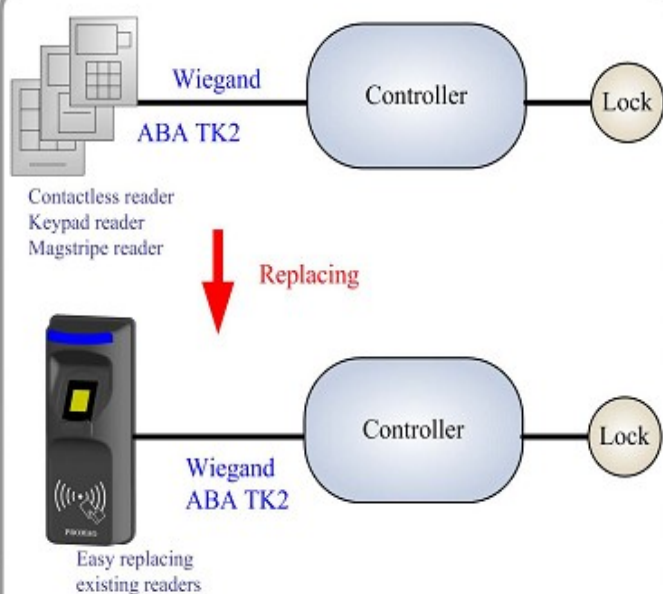 Wiegand
ABA TK2
Controller
Lock
Contactless reader
Keypad reader
Magstripe reader
Replacing
Controller
Lock
Wiegand
ABA TK2
PROMAG
Easy replacing
existing readers